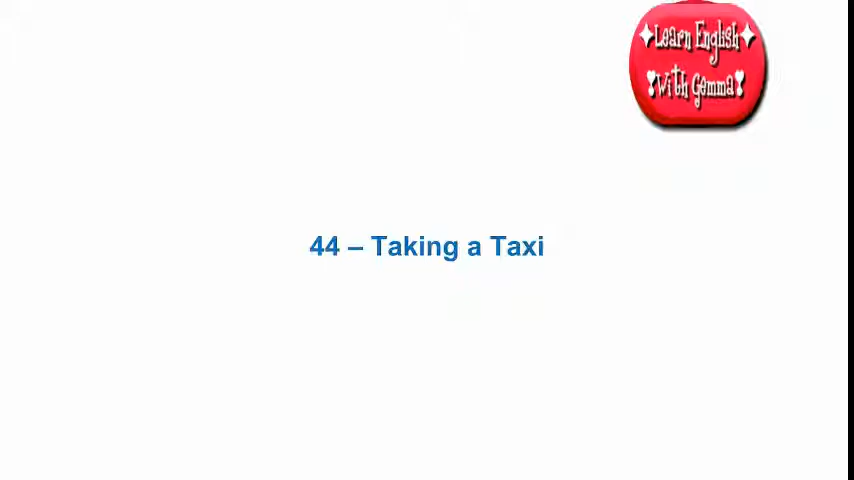 ✦Learn English✦
❣With Gemma❣
44 – Taking a Taxi